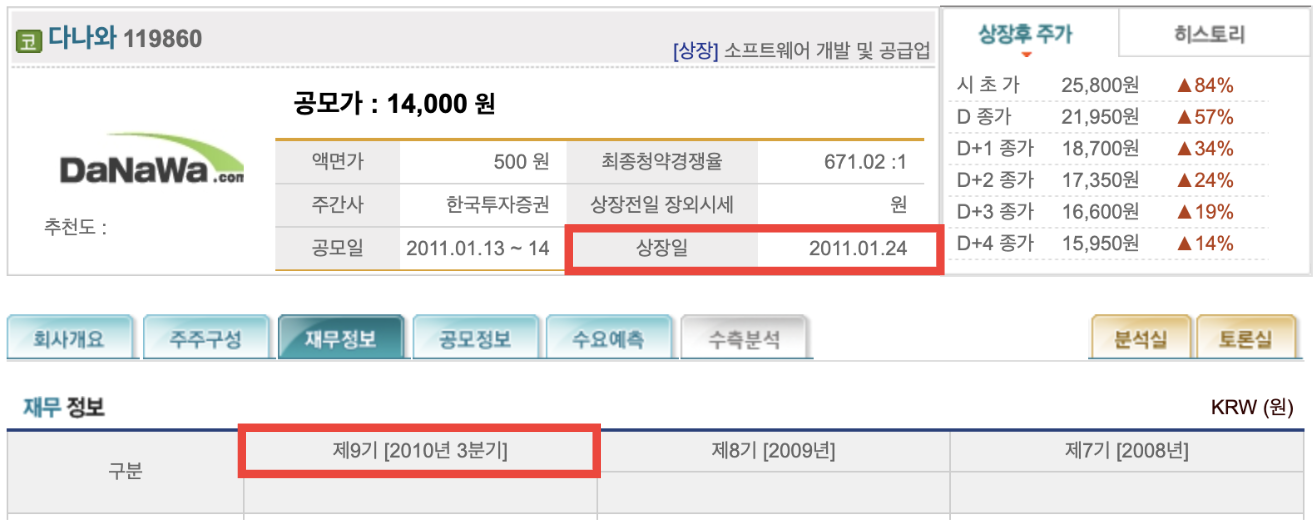 코 다나와 119860
[상장] 소프트웨어 개발 및 공급업
DaNaWa.com
추천도 :
공모가 : 14,000 원
액면가 500 원 최종청약경쟁율 671.02 :1
주간사 한국투자증권 상장전일 장외시세 원
공모일 2011.01.13 ~ 14 상장일 2011.01.24
상장후 주가 히스토리
시 초 가 25,800원 ▲84%
D 종가 21,950원 ▲57%
D+1 종가 18,700원 ▲34%
D+2 종가 17,350원 ▲24%
D+3 종가 16,600원 ▲19%
D+4 종가 15,950원 ▲14%
회사개요 주주구성 재무정보 공모정보 수요예측 수측분석 분석실 토론실
재무 정보 KRW (원)
구분 제9기 [2010년 3분기] 제8기 [2009년] 제7기 [2008년]